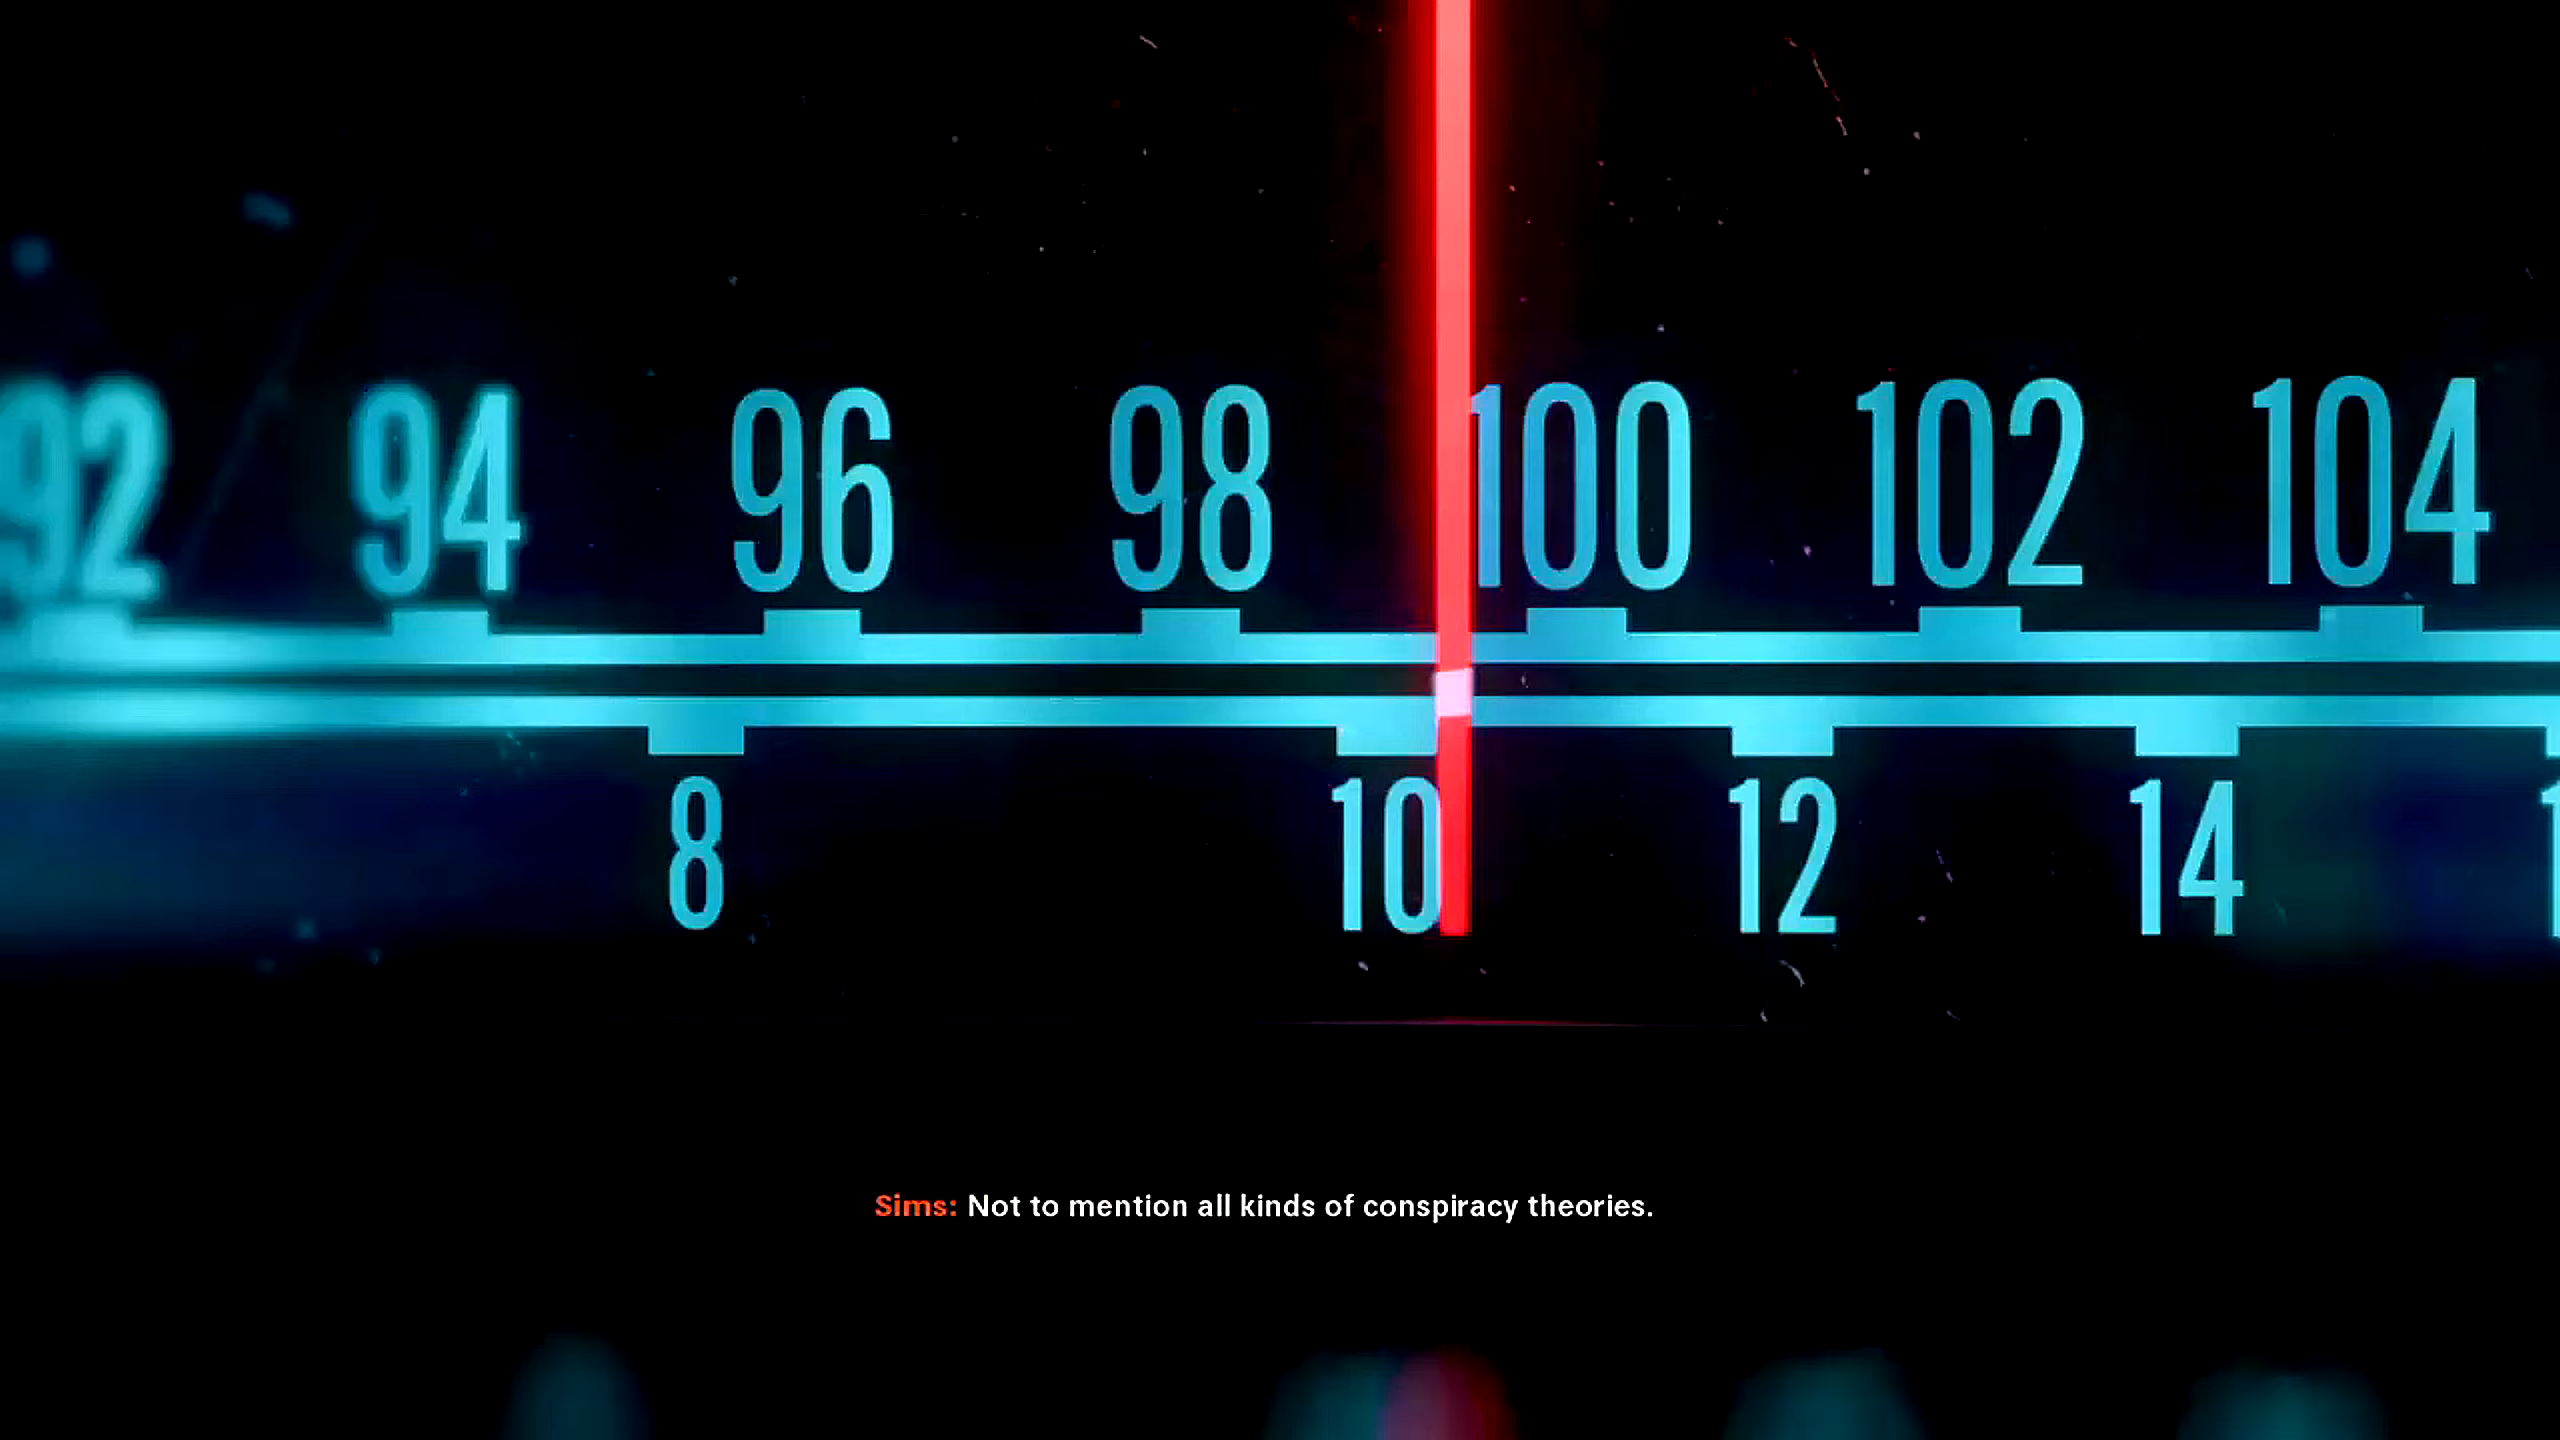 92 94 96 98 100 102 104
8 10 12 14
Sims: Not to mention all kinds of conspiracy theories.